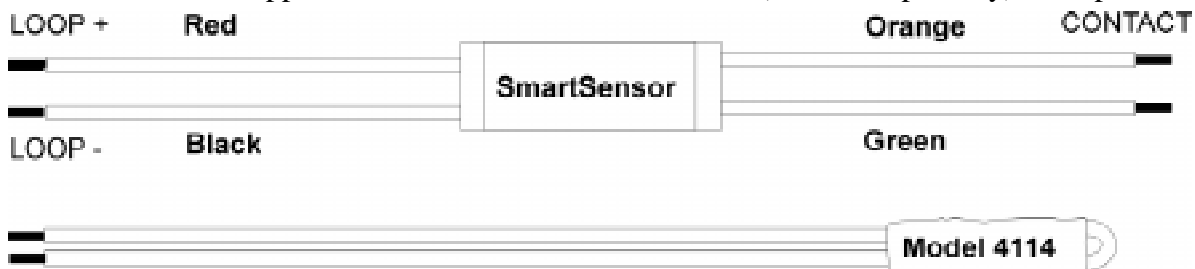 LOOP + Red Orange CONTACT
SmartSensor
LOOP - Black Green
Model 4114